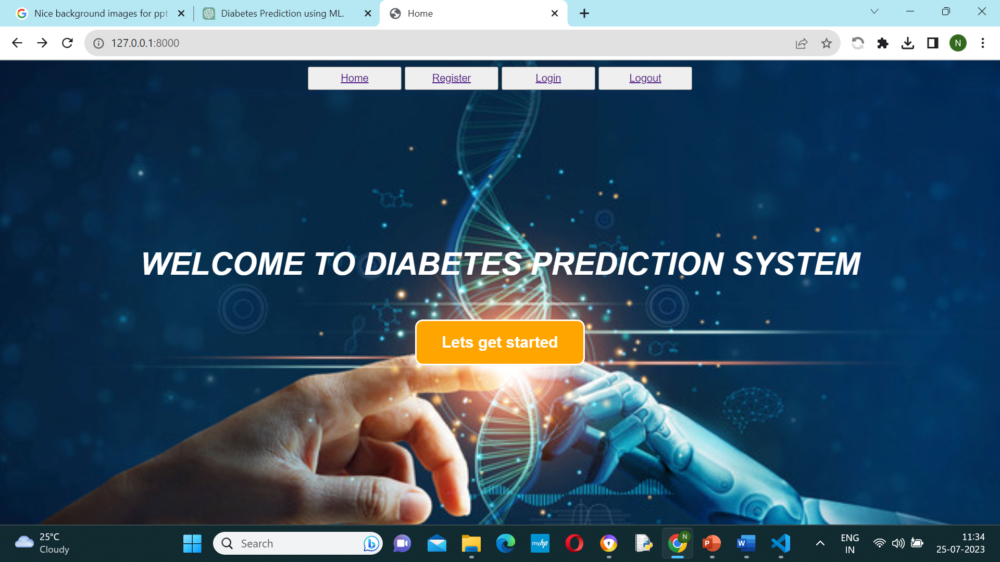 Nice background images for ppt
Diabetes Prediction using ML.
Home
127.0.0.1:8000
N
Home
Register
Login
Logout
WELCOME TO DIABETES PREDICTION SYSTEM
Lets get started
25°C
Cloudy
Search
myhp
N
P
W
ENG
IN
11:34
25-07-2023